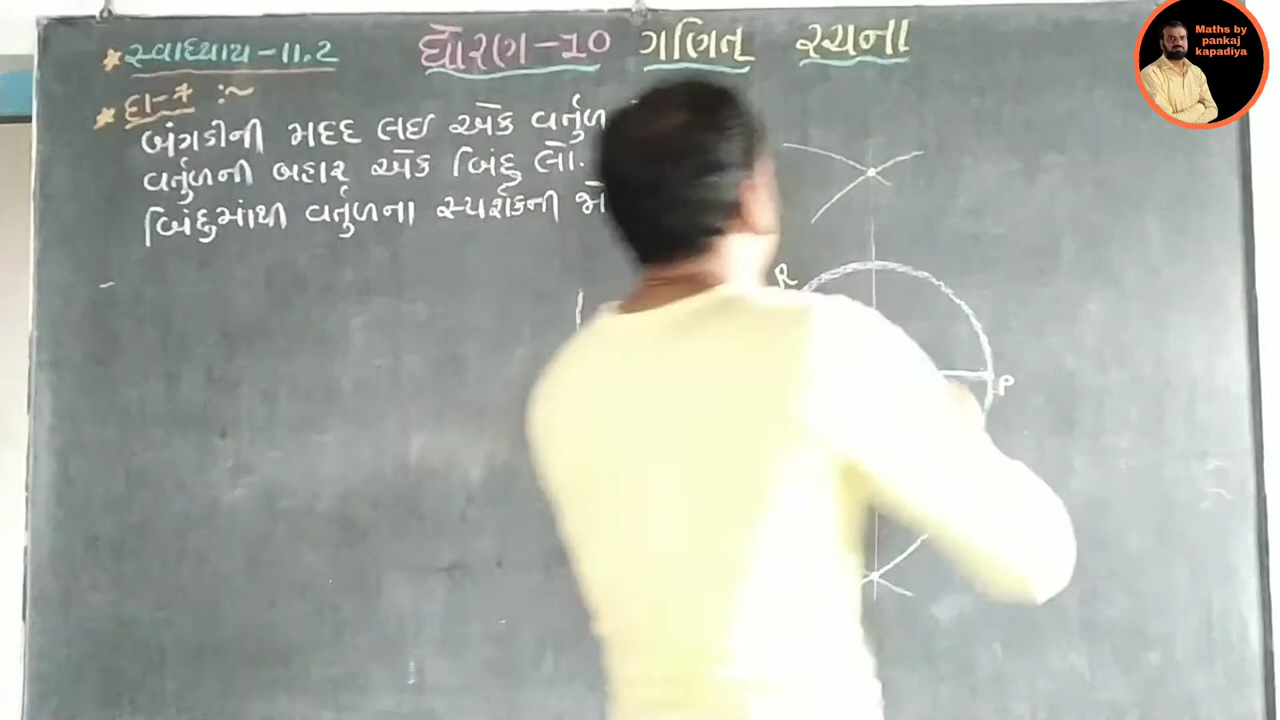 સ્વાધ્યાય-11.2
ધોરણ-10 ગણિત રચના
દા-7 :~
બંગડીની મદદ લઈ એક વર્તુળ
વર્તુળની બહાર એક બિંદુ લો.
બિંદુમાંથી વર્તુળના સ્પર્શકની
R
P
Maths by
pankaj
kapadiya